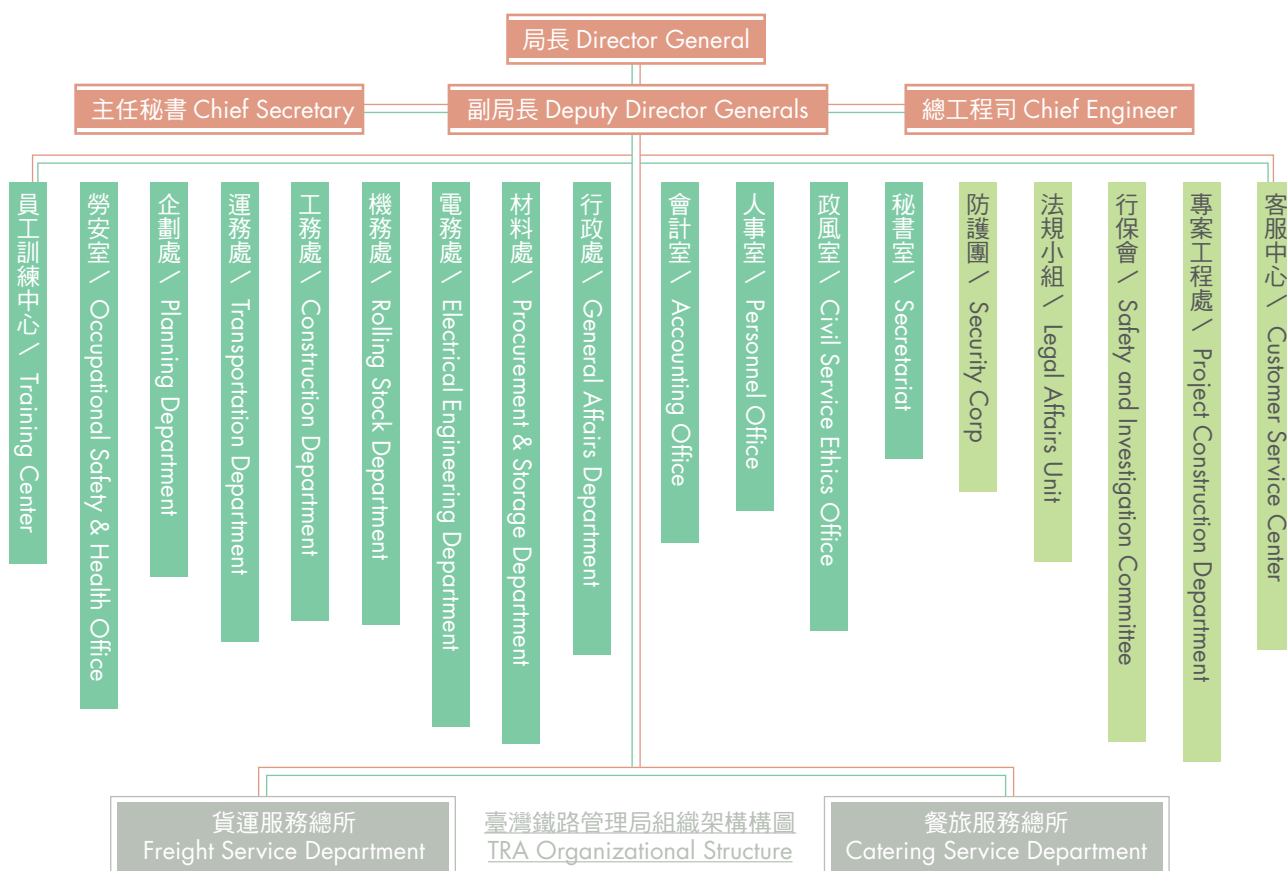 局長 Director General
主任秘書 Chief Secretary
副局長 Deputy Director Generals
總工程司 Chief Engineer
員工訓練中心 \ Training Center
勞安室 \ Occupational Safety & Health Office
企劃處 \ Planning Department
運務處 \ Transportation Department
工務處 \ Construction Department
機務處 \ Rolling Stock Department
電務處 \ Electrical Engineering Department
材料處 \ Procurement & Storage Department
行政處 \ General Affairs Department
會計室 \ Accounting Office
人事室 \ Personnel Office
政風室 \ Civil Service Ethics Office
秘書室 \ Secretariat
防護團 \ Security Corp
法規小組 \ Legal Affairs Unit
行保會 \ Safety and Investigation Committee
專案工程處 \ Project Construction Department
客服中心 \ Customer Service Center
貨運服務總所
Freight Service Department
臺灣鐵路管理局組織架構構圖
TRA Organizational Structure
餐旅服務總所
Catering Service Department